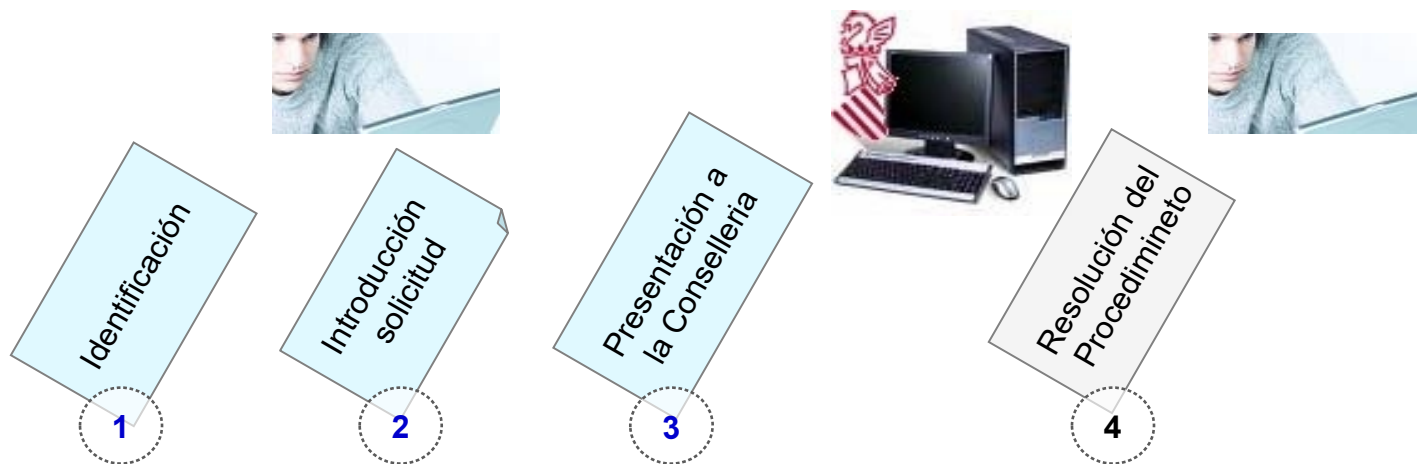 Identificación
1
Introducción
solicitud
2
Presentación a
la Conselleria
3
Resolución del
Procedimineto
4